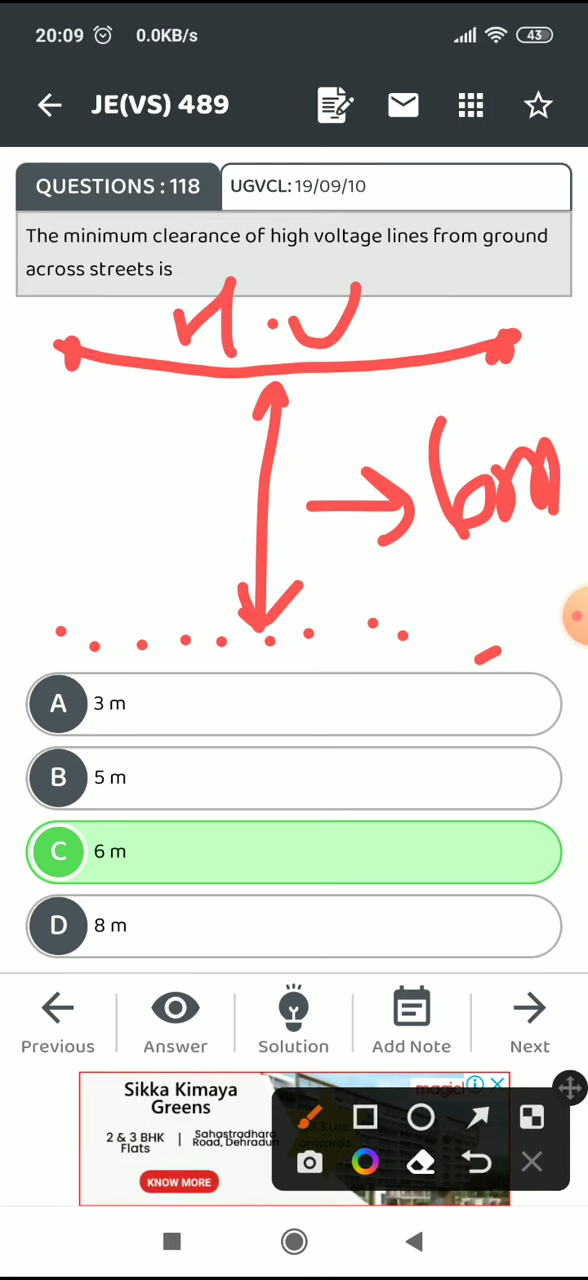 20:09 0.0KB/s 43
JE(VS) 489
QUESTIONS : 118 UGVCL: 19/09/10
The minimum clearance of high voltage lines from ground
across streets is
H.V
6m
A 3 m
B 5 m
C 6 m
D 8 m
Previous Answer Solution Add Note Next
Sikka Kimaya
Greens
2 & 3 BHK | Sahastradhara
Flats Road, Dehradun
KNOW MORE
magic